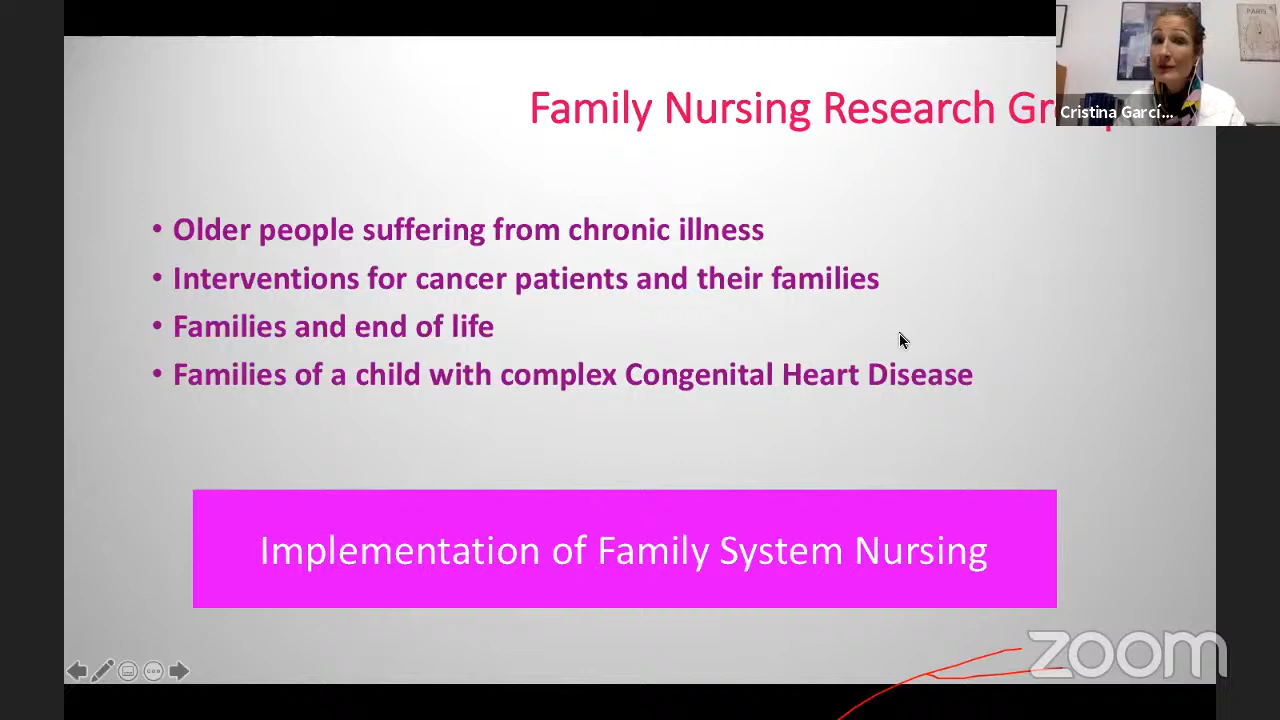 Family Nursing Research
PARIS
Cristina Garcí...
• Older people suffering from chronic illness
• Interventions for cancer patients and their families
• Families and end of life
• Families of a child with complex Congenital Heart Disease
Implementation of Family System Nursing
zoom